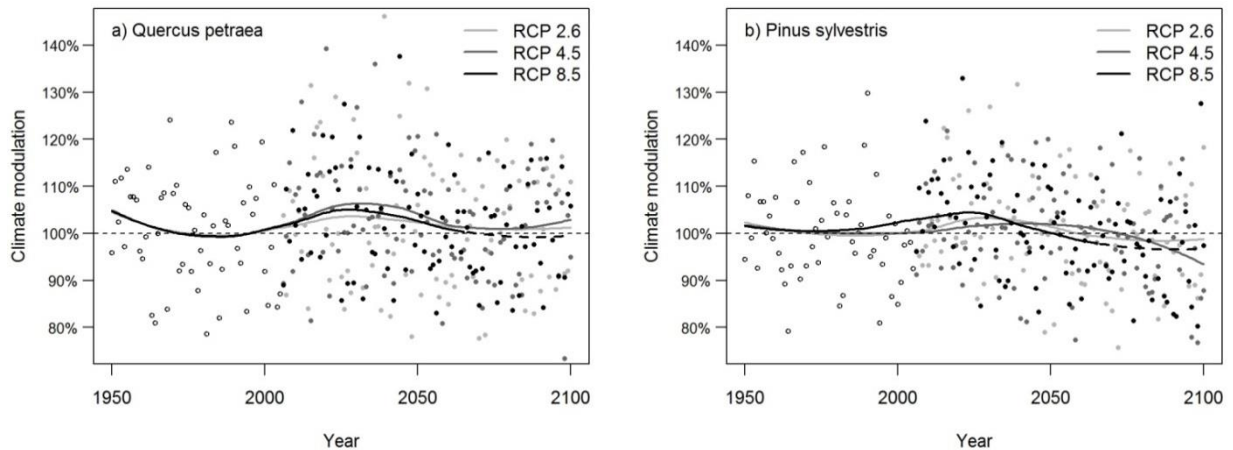 a) Quercus petraea
RCP 2.6
RCP 4.5
RCP 8.5
140%
130%
120%
110%
100%
90%
80%
Climate modulation
1950
2000
2050
2100
Year
b) Pinus sylvestris
RCP 2.6
RCP 4.5
RCP 8.5
140%
130%
120%
110%
100%
90%
80%
Climate modulation
1950
2000
2050
2100
Year